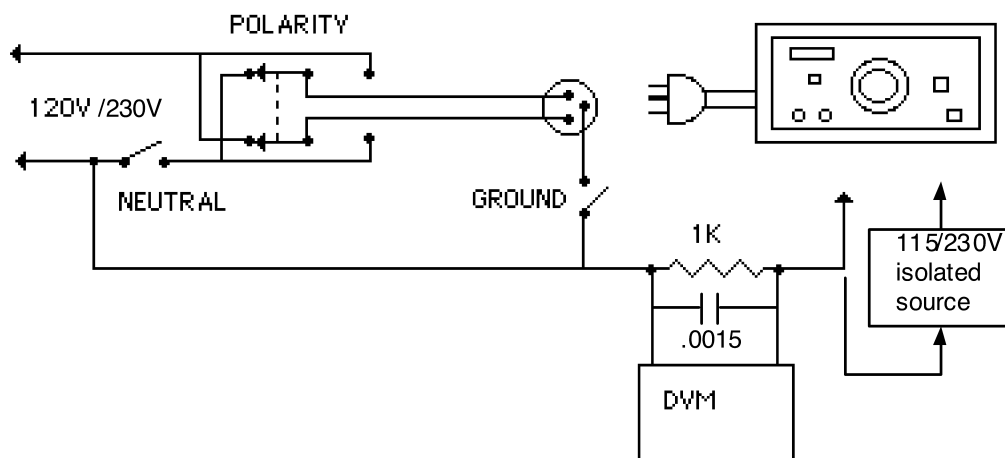 POLARITY
120V /230V
NEUTRAL
GROUND
1K
115/230V
isolated
source
.0015
DVM